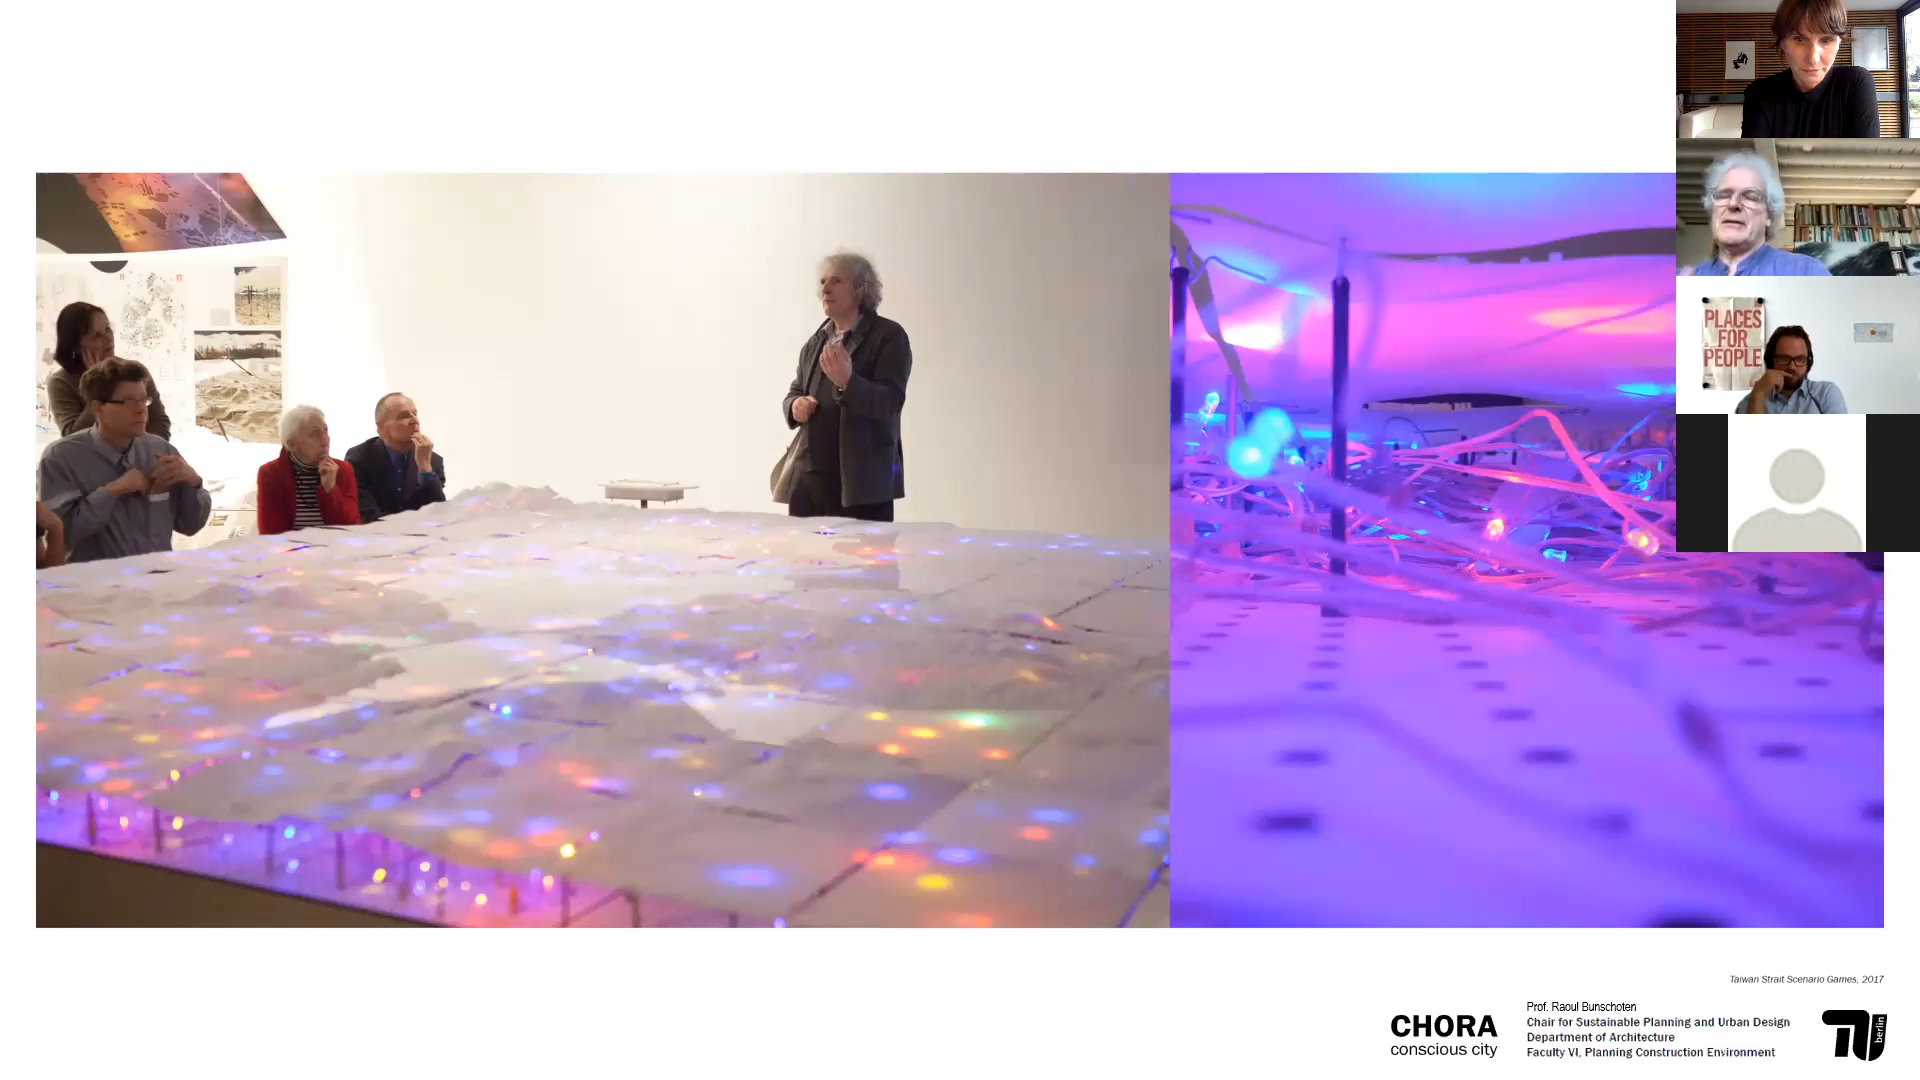 PLACES
FOR
PEOPLE
Taiwan Strait Scenario Games, 2017
CHORA
conscious city
Prof. Raoul Bunschoten
Chair for Sustainable Planning and Urban Design
Department of Architecture
Faculty VI, Planning Construction Environment
berlin